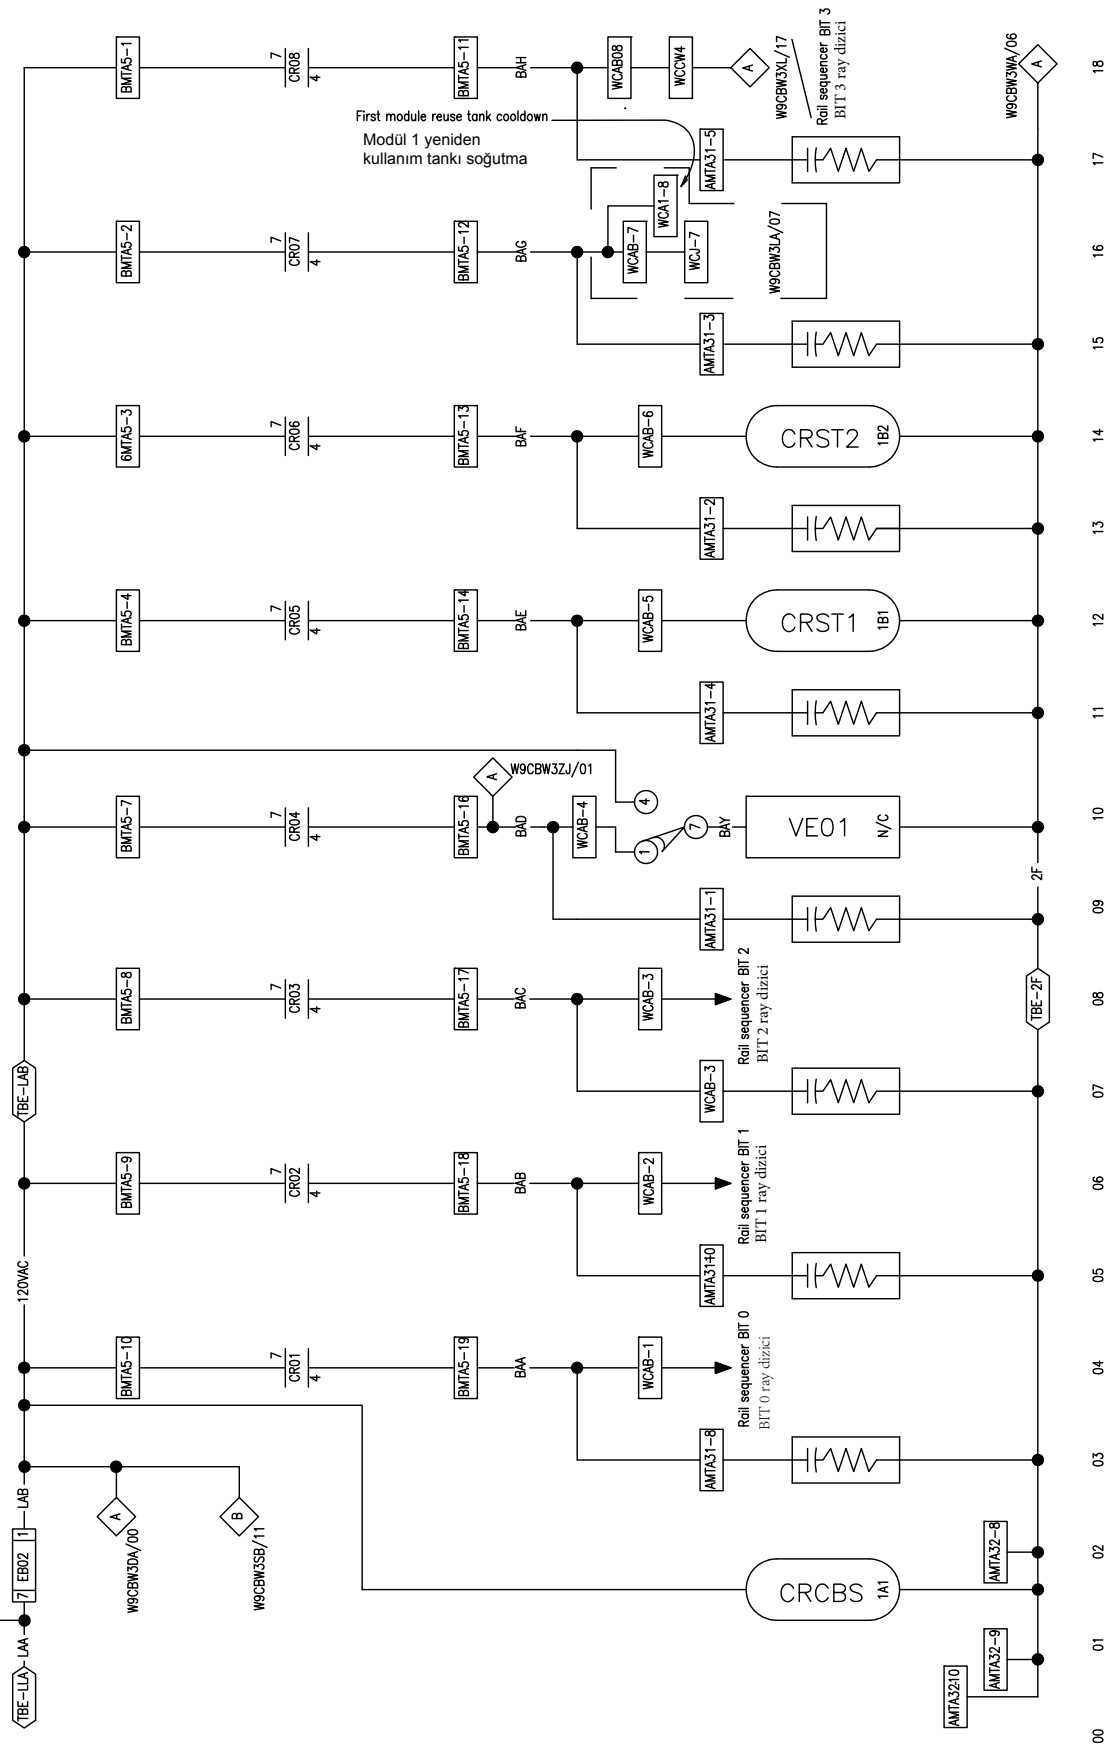 BMTA5-1
7
CR08
4
BMTA5-11
BAH
WCAB08
WCCW4
A
W9CBW3XL/17
Rail sequencer BIT 3
BIT 3 ray dizici
W9CBW3WA/06
A
18
First module reuse tank cooldown
Modül 1 yeniden
kullanım tankı soğutma
AMTA31-5
17
BMTA5-2
7
CR07
4
BMTA5-12
BAG
WCA1-8
WCAB-7
WCJ-7
W9CBW3LA/07
16
AMTA31-3
15
6MTA5-3
7
CR06
4
BMTA5-13
BAF
WCAB-6
CRST2
1B2
14
AMTA31-2
13
BMTA5-4
7
CR05
4
BMTA5-14
BAE
WCAB-5
CRST1
1B1
12
AMTA31-4
11
BMTA5-7
7
CR04
4
BMTA5-16
A
W9CBW3ZJ/01
BAD
WCAB-4
4
1
7
BAY
VE01
N/C
10
2F
AMTA31-1
09
BMTA5-8
7
CR03
4
BMTA5-17
BAC
WCAB-3
Rail sequencer BIT 2
BIT 2 ray dizici
TBE-2F
08
TBE-LAB
WCAB-3
07
BMTA5-9
7
CR02
4
BMTA5-18
BAB
WCAB-2
Rail sequencer BIT 1
BIT 1 ray dizici
06
120VAC
AMTA3110
05
BMTA5-10
7
CR01
4
BMTA5-19
BAA
WCAB-1
Rail sequencer BIT 0
BIT 0 ray dizici
04
AMTA31-8
03
LAB
1
EB02
7
A
W9CBW3DA/00
B
W9CBW3SB/11
CRCBS
1A1
AMTA32-8
02
LAA
TBE-LLA
AMTA32-9
01
AMTA3210
00